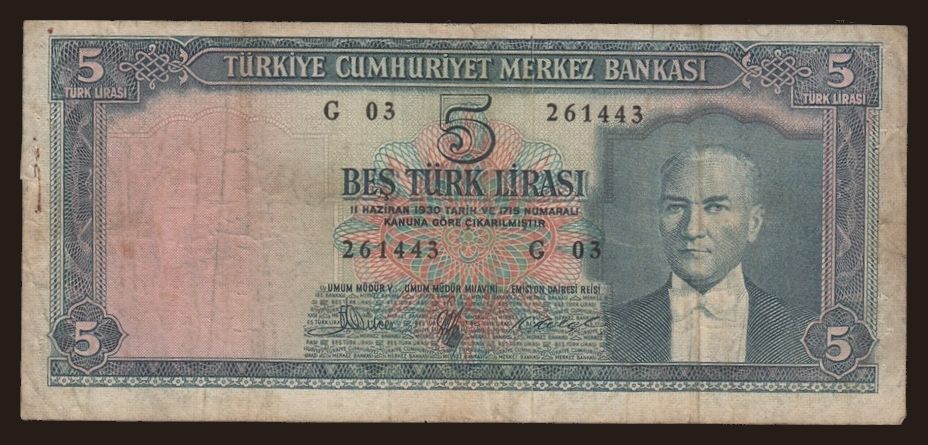 5 TÜRKİYE CUMHURİYET MERKEZ BANKASI 5
TÜRK LİRASI TÜRK LİRASI
G 03 5 261443
BEŞ TÜRK LİRASI
11 HAZİRAN 1930 TARİH VE 1715 NUMARALI
KANUNA GÖRE ÇIKARILMIŞTIR
261443 G 03
UMUM MÜDÜR V. UMUM MÜDÜR MUAVİNİ EMİSYON DAİRESİ REİSİ
5 5